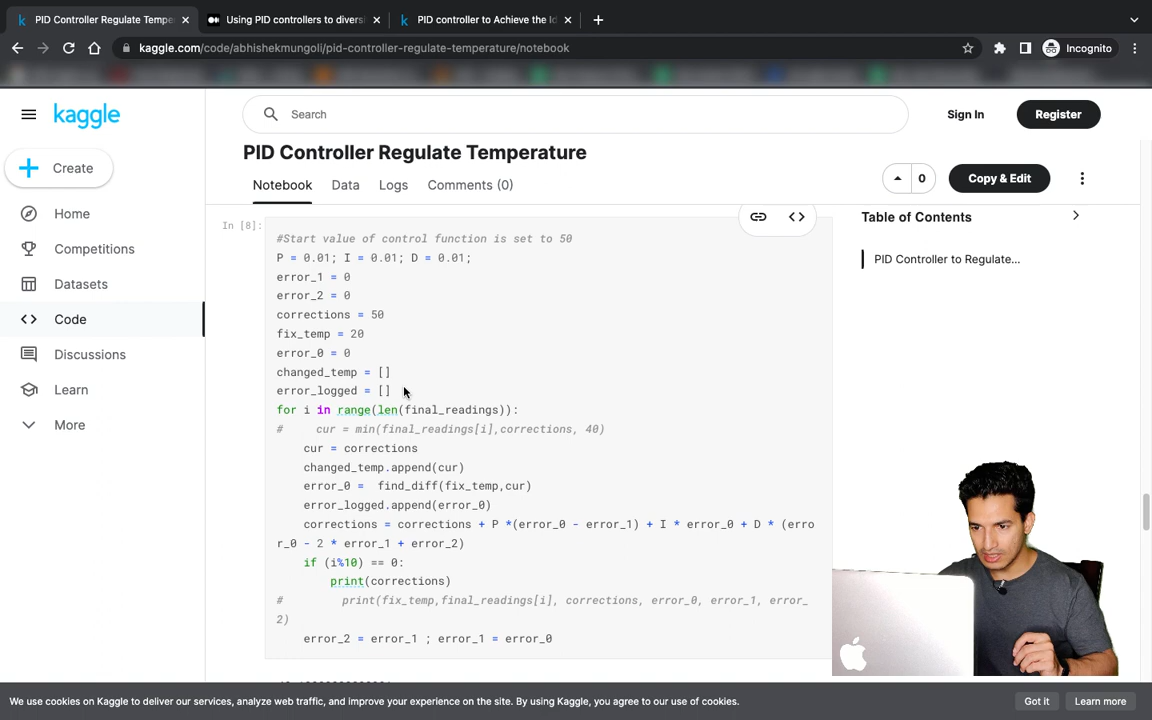 PID Controller Regulate Tempe
Using PID controllers to diversi
PID controller to Achieve the Id
kaggle.com/code/abhishekmungoli/pid-controller-regulate-temperature/notebook
Incognito
kaggle
Search
Sign In
Register
Create
PID Controller Regulate Temperature
0
Copy & Edit
Notebook
Data
Logs
Comments (0)
Home
Competitions
Datasets
Code
Discussions
Learn
More
Table of Contents
PID Controller to Regulate...
In [8]:
#Start value of control function is set to 50
P = 0.01; I = 0.01; D = 0.01;
error_1 = 0
error_2 = 0
corrections = 50
fix_temp = 20
error_0 = 0
changed_temp = []
error_logged = []
for i in range(len(final_readings)):
#     cur = min(final_readings[i],corrections, 40)
    cur = corrections
    changed_temp.append(cur)
    error_0 =  find_diff(fix_temp,cur)
    error_logged.append(error_0)
    corrections = corrections + P *(error_0 - error_1) + I * error_0 + D * (erro
r_0 - 2 * error_1 + error_2)
    if (i%10) == 0:
        print(corrections)
#         print(fix_temp,final_readings[i], corrections, error_0, error_1, error_
2)
    error_2 = error_1 ; error_1 = error_0
We use cookies on Kaggle to deliver our services, analyze web traffic, and improve your experience on the site. By using Kaggle, you agree to our use of cookies.
Got it
Learn more